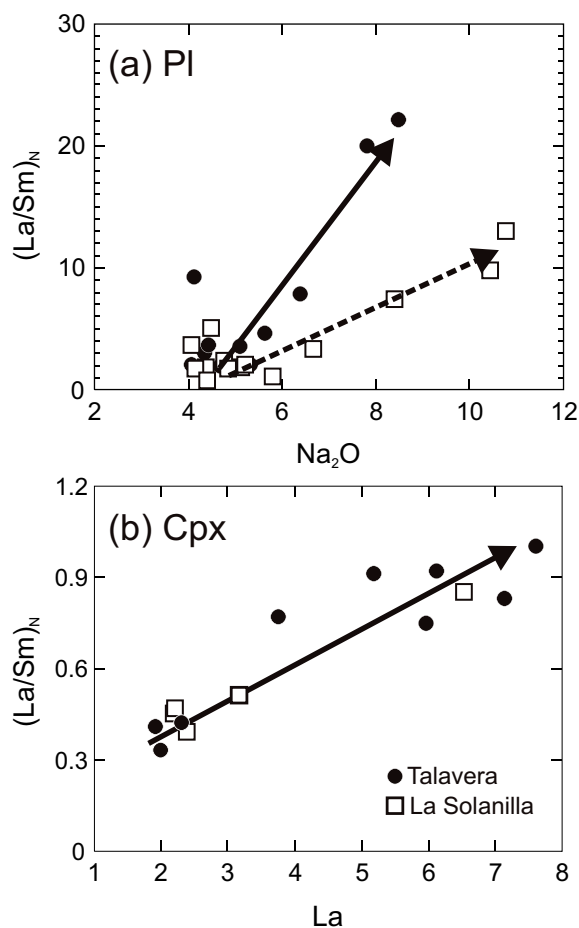 30
(a) Pl
20
(La/Sm)N
10
0
2 4 6 8 10 12
Na₂O
1.2
(b) Cpx
0.9
(La/Sm)N
0.6
0.3
Talavera
La Solanilla
0
1 2 3 4 5 6 7 8
La